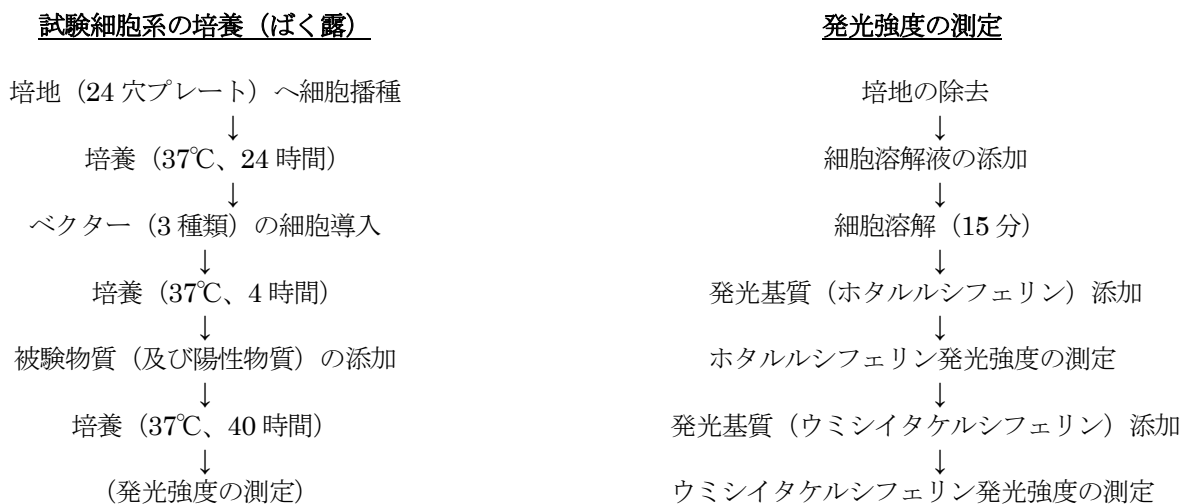 試験細胞系の培養（ばく露）
培地（24 穴プレート）へ細胞播種
↓
培養（37℃、24 時間）
↓
ベクター（3 種類）の細胞導入
↓
培養（37℃、4 時間）
↓
被験物質（及び陽性物質）の添加
↓
培養（37℃、40 時間）
↓
(発光強度の測定)
発光強度の測定
培地の除去
↓
細胞溶解液の添加
↓
細胞溶解（15 分）
↓
発光基質（ホタルルシフェリン）添加
↓
ホタルルシフェリン発光強度の測定
↓
発光基質（ウミシイタケルシフェリン）添加
↓
ウミシイタケルシフェリン発光強度の測定